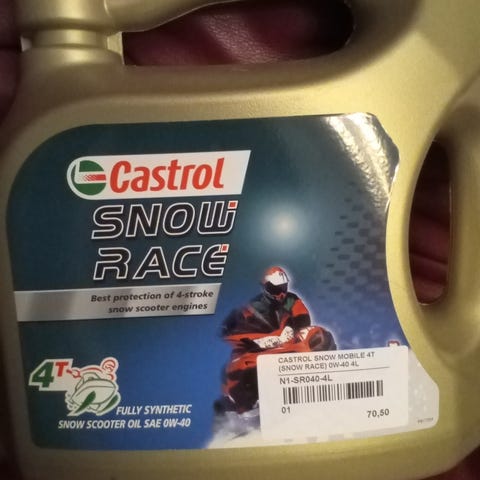 Castrol
SNOW
RACE
Best protection of 4-stroke
snow scooter engines
4T
FULLY SYNTHETIC
SNOW SCOOTER OIL SAE 0W-40
CASTROL SNOW MOBILE 4T
(SNOW RACE) 0W-40 4L
N1-SR040-4L
01 70,50